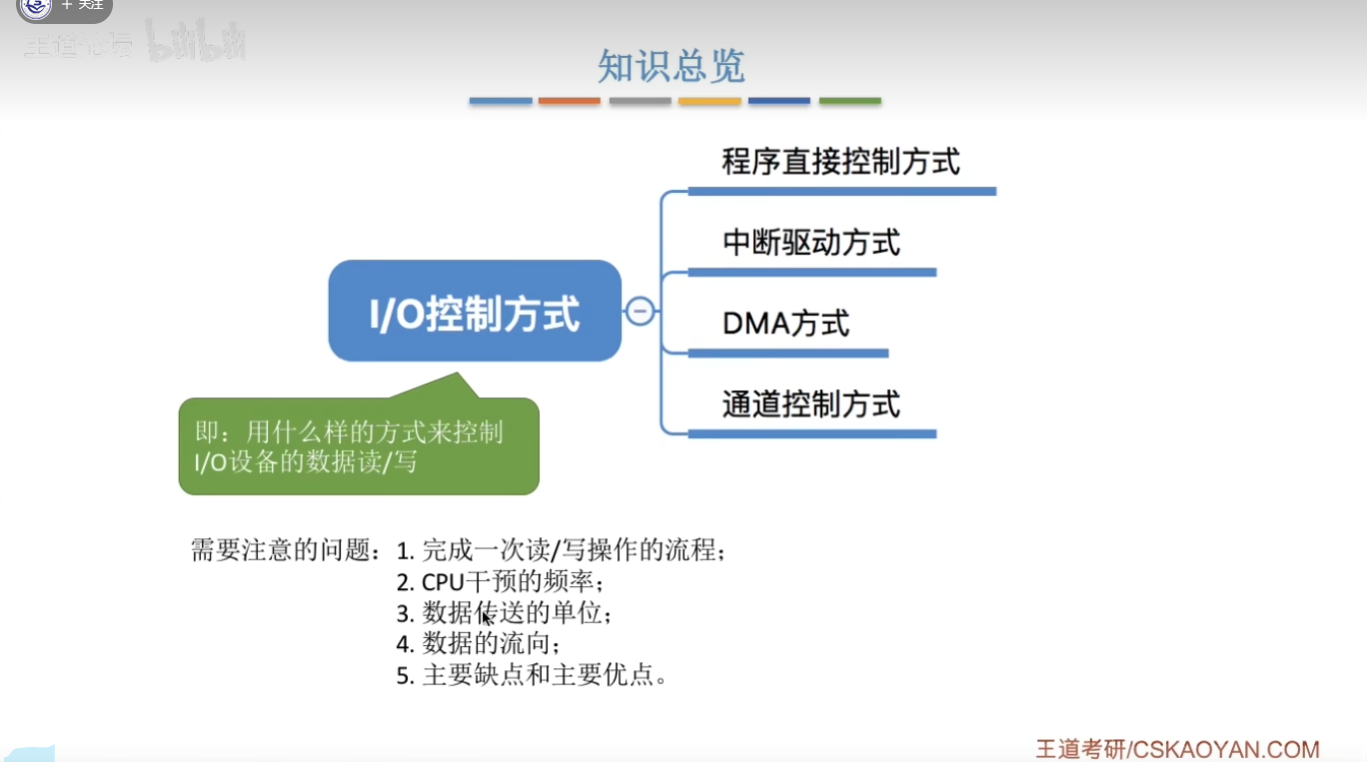 + 关注
王道论坛 bilibili
知识总览
程序直接控制方式
中断驱动方式
I/O控制方式
DMA方式
通道控制方式
即：用什么样的方式来控制
I/O设备的数据读/写
需要注意的问题：1. 完成一次读/写操作的流程；
2. CPU干预的频率；
3. 数据传送的单位；
4. 数据的流向；
5. 主要缺点和主要优点。
王道考研/CSKAOYAN.COM